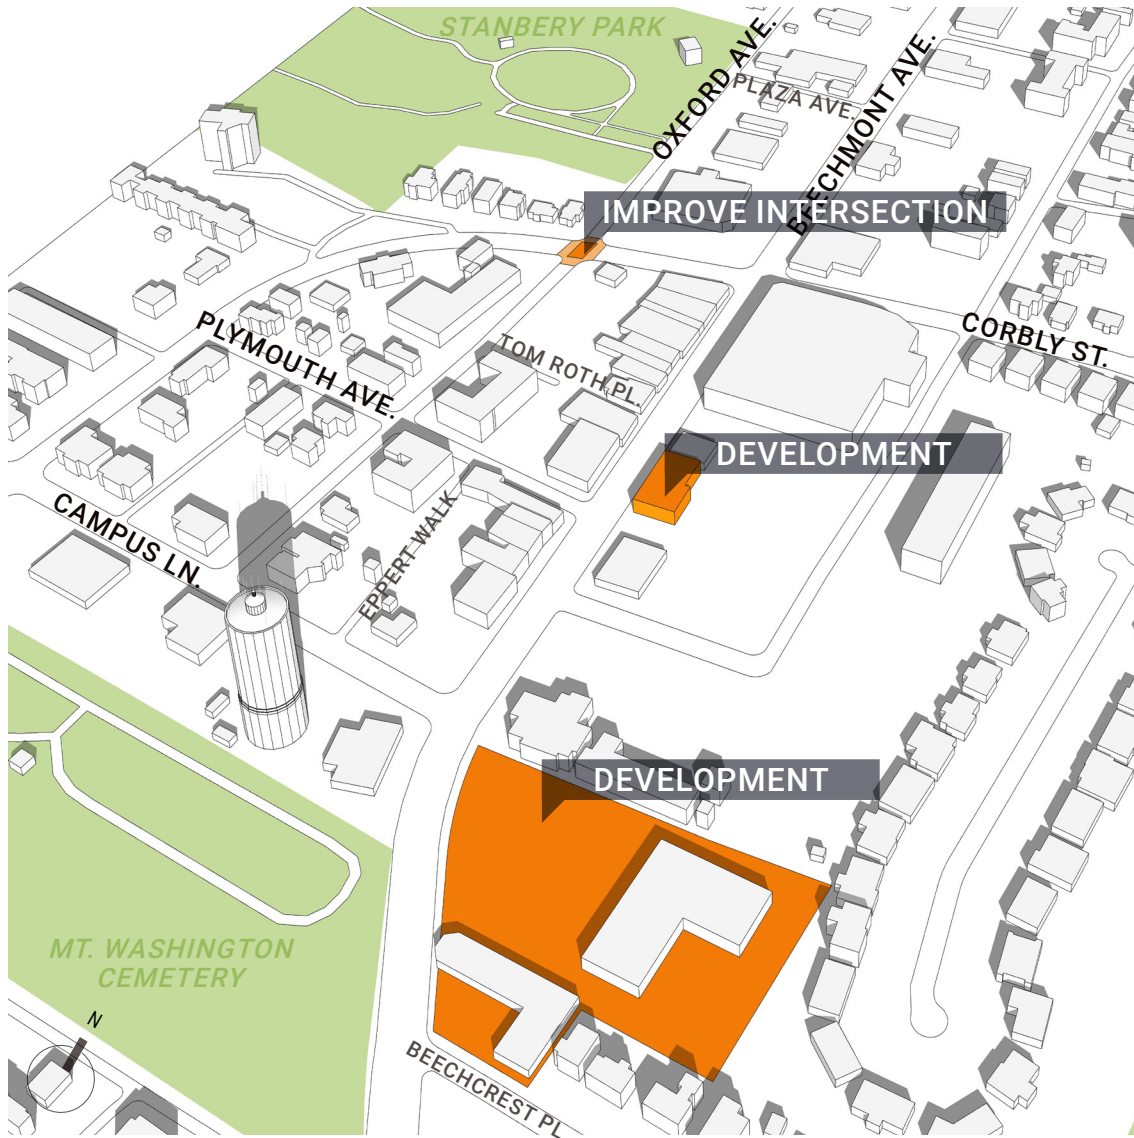 STANBERY PARK
OXFORD AVE.
PLAZA AVE.
BEECHMONT AVE.
IMPROVE INTERSECTION
PLYMOUTH AVE.
TOM ROTH PL.
CORBLY ST.
DEVELOPMENT
CAMPUS LN.
EPPERT WALK
DEVELOPMENT
MT. WASHINGTON
CEMETERY
N
BEECHCREST PL.